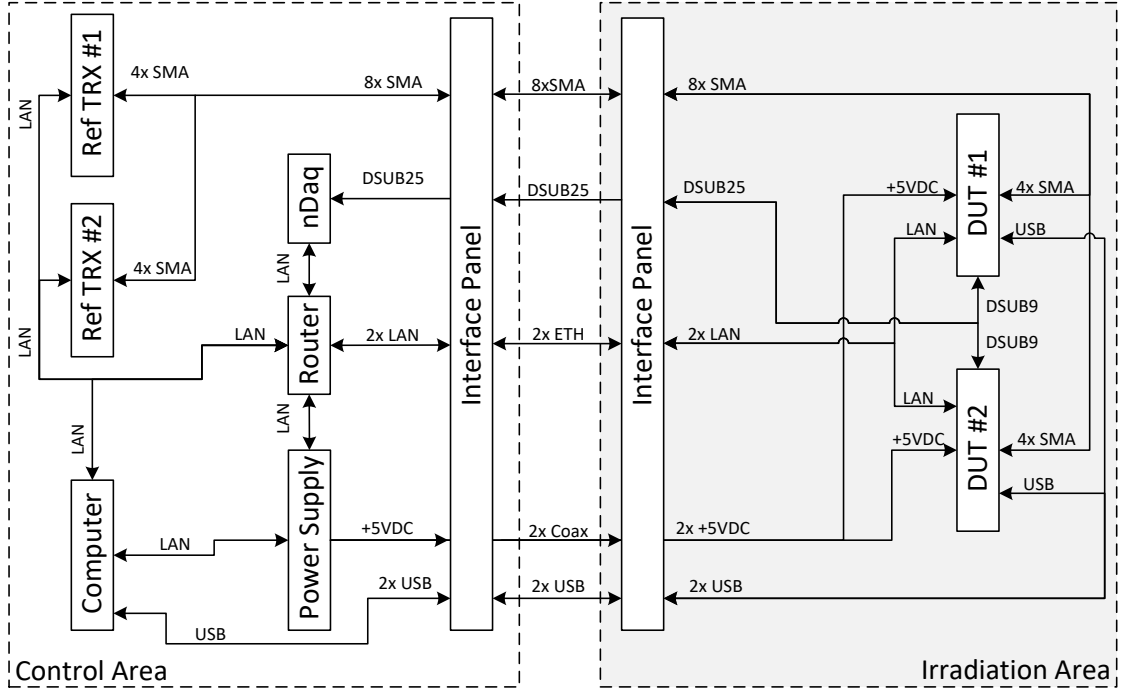 Ref TRX #1
4x SMA
8x SMA
8xSMA
8x SMA
LAN
DUT #1
nDaq
DSUB25
DSUB25
DSUB25
+5VDC
4x SMA
Ref TRX #2
4x SMA
LAN
USB
LAN
Interface Panel
Interface Panel
DSUB9
LAN
LAN
Router
2x LAN
2x ETH
2x LAN
DSUB9
DUT #2
LAN
LAN
LAN
+5VDC
4x SMA
Computer
Power Supply
USB
LAN
+5VDC
2x Coax
2x +5VDC
2x USB
2x USB
2x USB
USB
Control Area
Irradiation Area